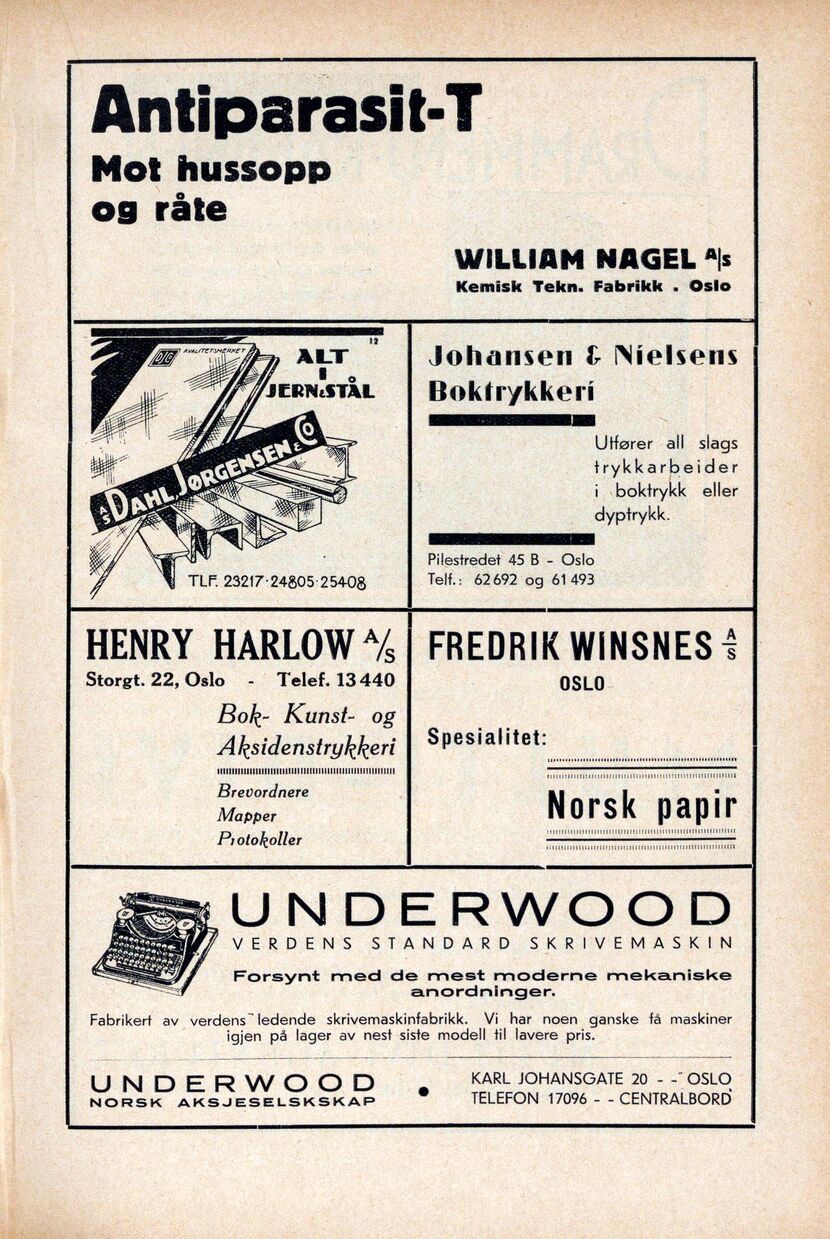 Antiparasit-T
Mot hussopp
og råte
WILLIAM NAGEL A/s
Kemisk Tekn. Fabrikk . Oslo
DJC KVALITETSMERKET
12
ALT
I
JERN & STÅL
A/S DAHL, JØRGENSEN & Co
TLF. 23217 - 24805 - 25408
Johansen & Nielsens
Boktrykkeri
Utfører all slags
trykkarbeider
i boktrykk eller
dyptrykk.
Pilestredet 45 B - Oslo
Telf.: 62692 og 61493
HENRY HARLOW A/S
Storgt. 22, Oslo - Telef. 13440
Bok- Kunst- og
Aksidenstrykkeri
Brevordnere
Mapper
Protokoller
FREDRIK WINSNES A/S
OSLO
Spesialitet:
Norsk papir
UNDERWOOD
VERDENS STANDARD SKRIVEMASKIN
Forsynt med de mest moderne mekaniske
anordninger.
Fabrikert av verdens ledende skrivemaskinfabrikk. Vi har noen ganske få maskiner
igjen på lager av nest siste modell til lavere pris.
UNDERWOOD
NORSK AKSJESELSKSKAP
•
KARL JOHANSGATE 20 - - OSLO
TELEFON 17096 - - CENTRALBORD